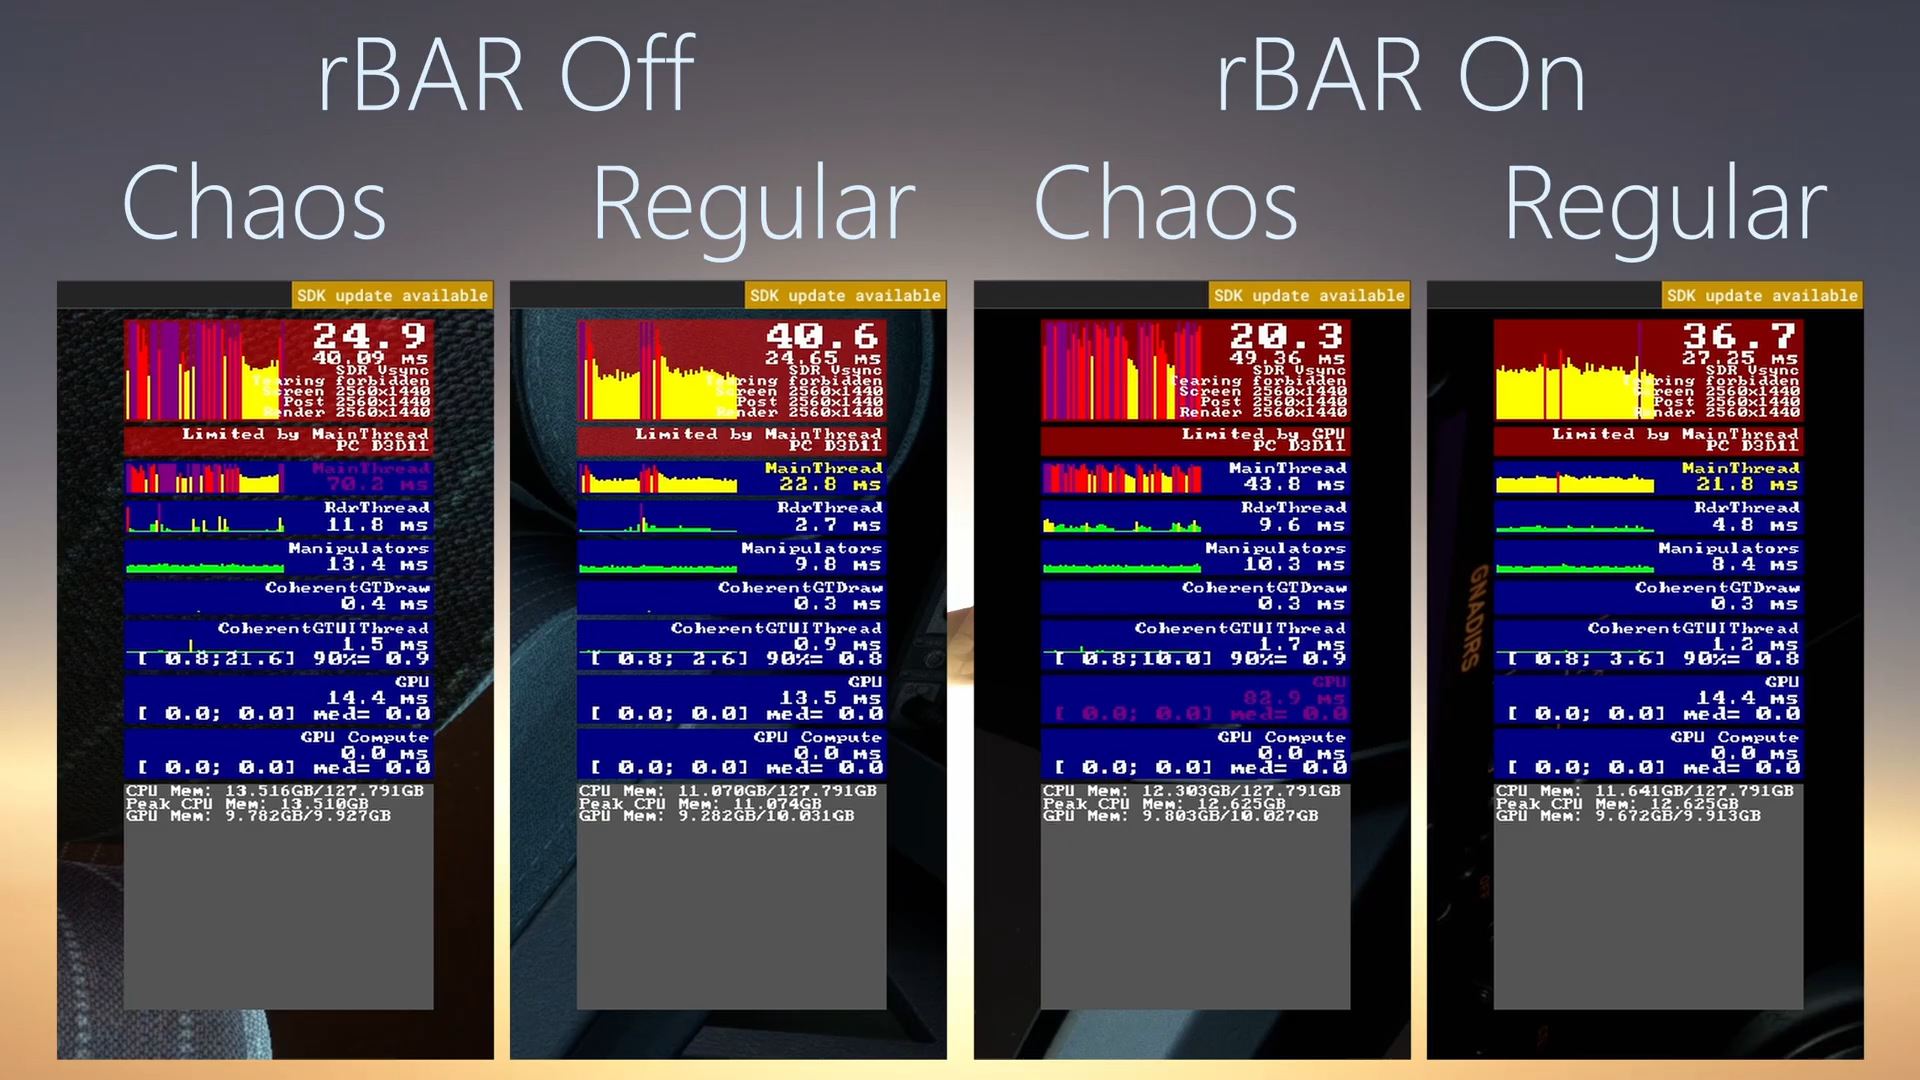 rBAR Off
rBAR On
Chaos
Regular
Chaos
Regular
SDK update available
24.9
40.09 ms
SDR Vsync
Tearing forbidden
Screen 2560x1440
Post 2560x1440
Render 2560x1440
Limited by MainThread
PC D3D11
MainThread
70.2 ms
RdrThread
11.8 ms
Manipulators
13.4 ms
CoherentGTDraw
0.4 ms
CoherentGTUIThread
1.5 ms
[ 0.8;21.6] 90%= 0.9
GPU
14.4 ms
[ 0.0; 0.0] med= 0.0
GPU Compute
0.0 ms
[ 0.0; 0.0] med= 0.0
CPU Mem: 13.516GB/127.791GB
Peak CPU Mem: 13.510GB
GPU Mem: 9.782GB/9.927GB
SDK update available
40.6
24.65 ms
SDR Vsync
Tearing forbidden
Screen 2560x1440
Post 2560x1440
Render 2560x1440
Limited by MainThread
PC D3D11
MainThread
22.8 ms
RdrThread
2.7 ms
Manipulators
9.8 ms
CoherentGTDraw
0.3 ms
CoherentGTUIThread
0.9 ms
[ 0.8; 2.6] 90%= 0.8
GPU
13.5 ms
[ 0.0; 0.0] med= 0.0
GPU Compute
0.0 ms
[ 0.0; 0.0] med= 0.0
CPU Mem: 11.070GB/127.791GB
Peak CPU Mem: 11.074GB
GPU Mem: 9.282GB/10.031GB
SDK update available
20.3
49.36 ms
SDR Vsync
Tearing forbidden
Screen 2560x1440
Post 2560x1440
Render 2560x1440
Limited by GPU
PC D3D11
MainThread
43.8 ms
RdrThread
9.6 ms
Manipulators
10.3 ms
CoherentGTDraw
0.3 ms
CoherentGTUIThread
1.7 ms
[ 0.8;10.0] 90%= 0.9
GPU
82.9 ms
[ 0.0; 0.0] med= 0.0
GPU Compute
0.0 ms
[ 0.0; 0.0] med= 0.0
CPU Mem: 12.303GB/127.791GB
Peak CPU Mem: 12.625GB
GPU Mem: 9.803GB/10.027GB
SDK update available
36.7
27.25 ms
SDR Vsync
Tearing forbidden
Screen 2560x1440
Post 2560x1440
Render 2560x1440
Limited by MainThread
PC D3D11
MainThread
21.8 ms
RdrThread
4.8 ms
Manipulators
8.4 ms
CoherentGTDraw
0.3 ms
CoherentGTUIThread
1.2 ms
[ 0.8; 3.6] 90%= 0.8
GPU
14.4 ms
[ 0.0; 0.0] med= 0.0
GPU Compute
0.0 ms
[ 0.0; 0.0] med= 0.0
CPU Mem: 11.641GB/127.791GB
Peak CPU Mem: 12.625GB
GPU Mem: 9.672GB/9.913GB